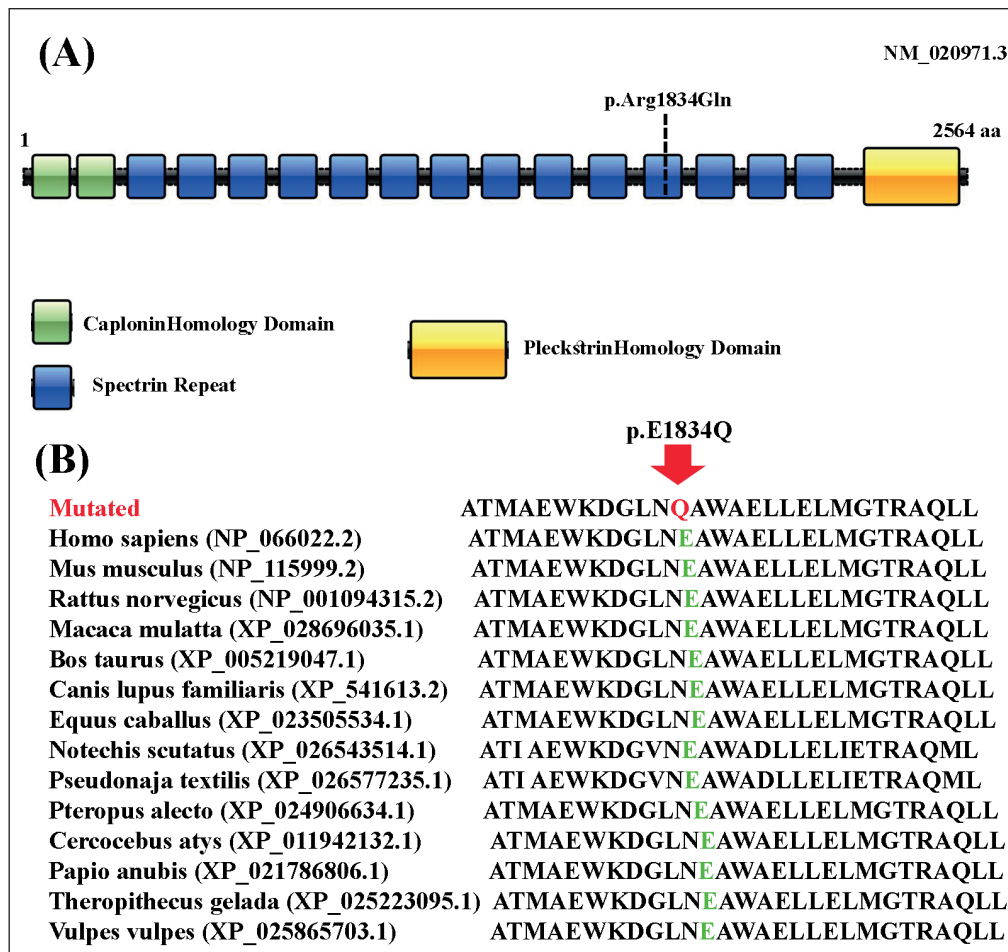 (A)
NM_020971.3
p.Arg1834Gln
1
2564 aa
CaploninHomology Domain
PleckstrinHomology Domain
Spectrin Repeat
p.E1834Q
(B)
Mutated ATMAEWKDGLNQAWAELLELMGTRAQLL
Homo sapiens (NP_066022.2) ATMAEWKDGLNEAWAELLELMGTRAQLL
Mus musculus (NP_115999.2) ATMAEWKDGLNEAWAELLELMGTRAQLL
Rattus norvegicus (NP_001094315.2) ATMAEWKDGLNEAWAELLELMGTRAQLL
Macaca mulatta (XP_028696035.1) ATMAEWKDGLNEAWAELLELMGTRAQLL
Bos taurus (XP_005219047.1) ATMAEWKDGLNEAWAELLELMGTRAQLL
Canis lupus familiaris (XP_541613.2) ATMAEWKDGLNEAWAELLELMGTRAQLL
Equus caballus (XP_023505534.1) ATMAEWKDGLNEAWAELLELMGTRAQLL
Notechis scutatus (XP_026543514.1) ATI AEWKDGVNEAWADLLELIETRAQML
Pseudonaja textilis (XP_026577235.1) ATI AEWKDGVNEAWADLLELIETRAQML
Pteropus alecto (XP_024906634.1) ATMAEWKDGLNEAWAELLELMGTRAQLL
Cercocebus atys (XP_011942132.1) ATMAEWKDGLNEAWAELLELMGTRAQLL
Papio anubis (XP_021786806.1) ATMAEWKDGLNEAWAELLELMGTRAQLL
Theropithecus gelada (XP_025223095.1) ATMAEWKDGLNEAWAELLELMGTRAQLL
Vulpes vulpes (XP_025865703.1) ATMAEWKDGLNEAWAELLELMGTRAQLL